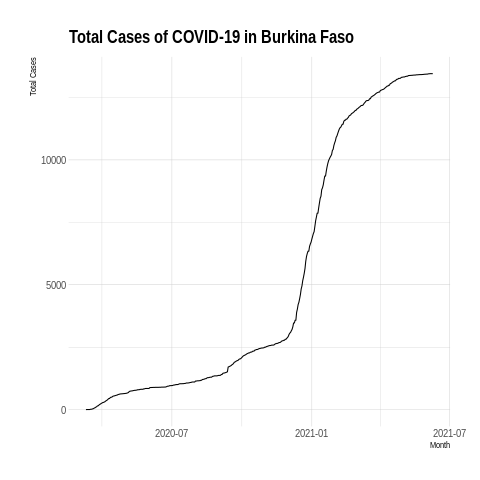 Total Cases of COVID-19 in Burkina Faso
Total Cases
10000
5000
0
2020-07
2021-01
2021-07
Month